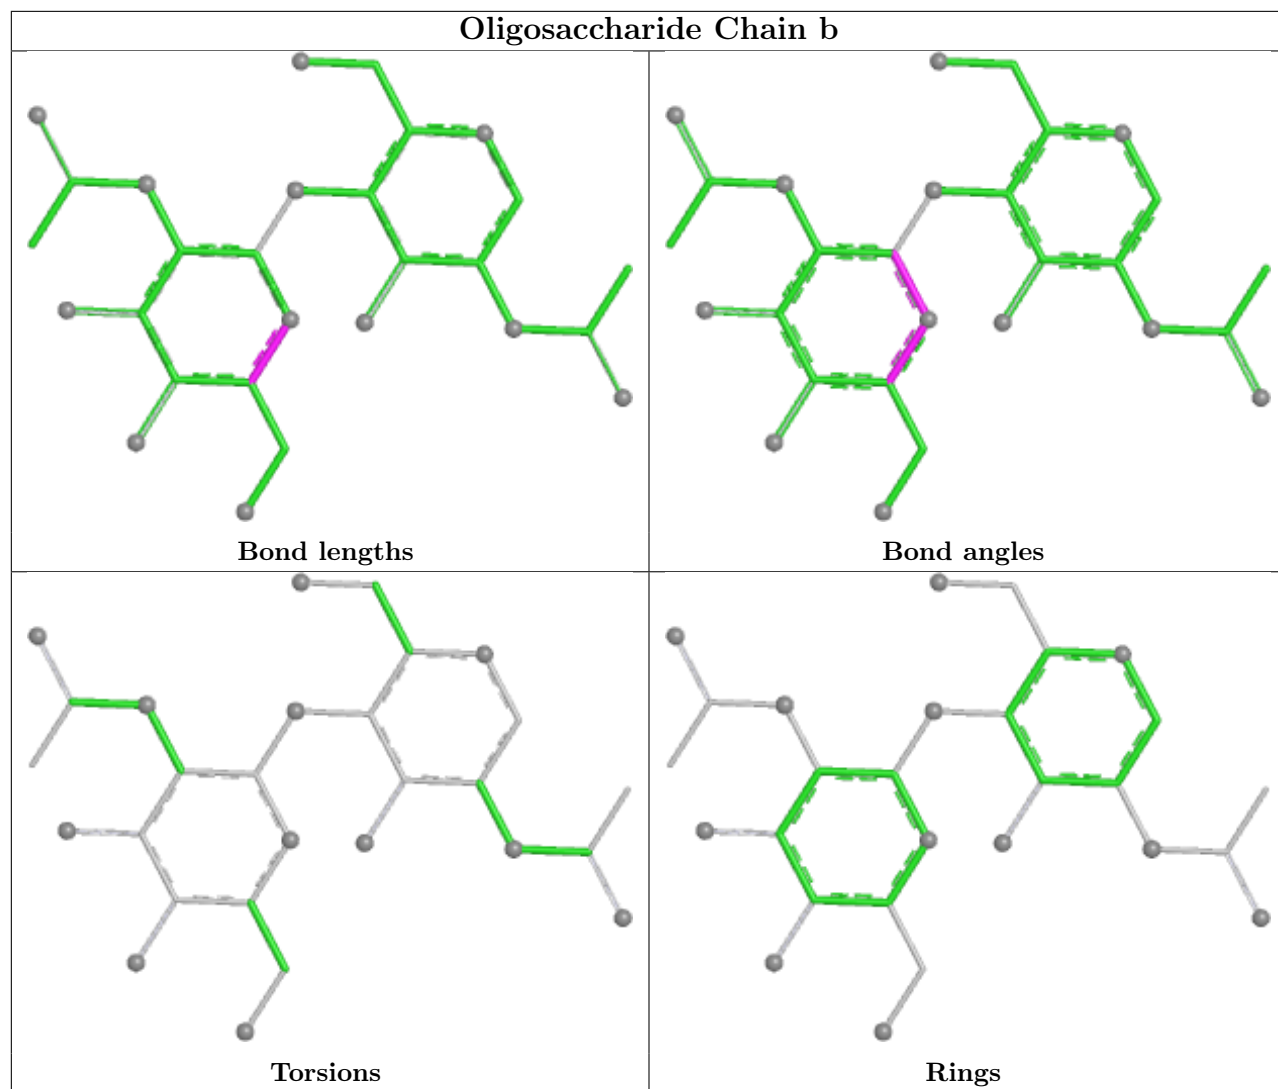 Oligosaccharide Chain b
Bond lengths
Bond angles
Torsions
Rings